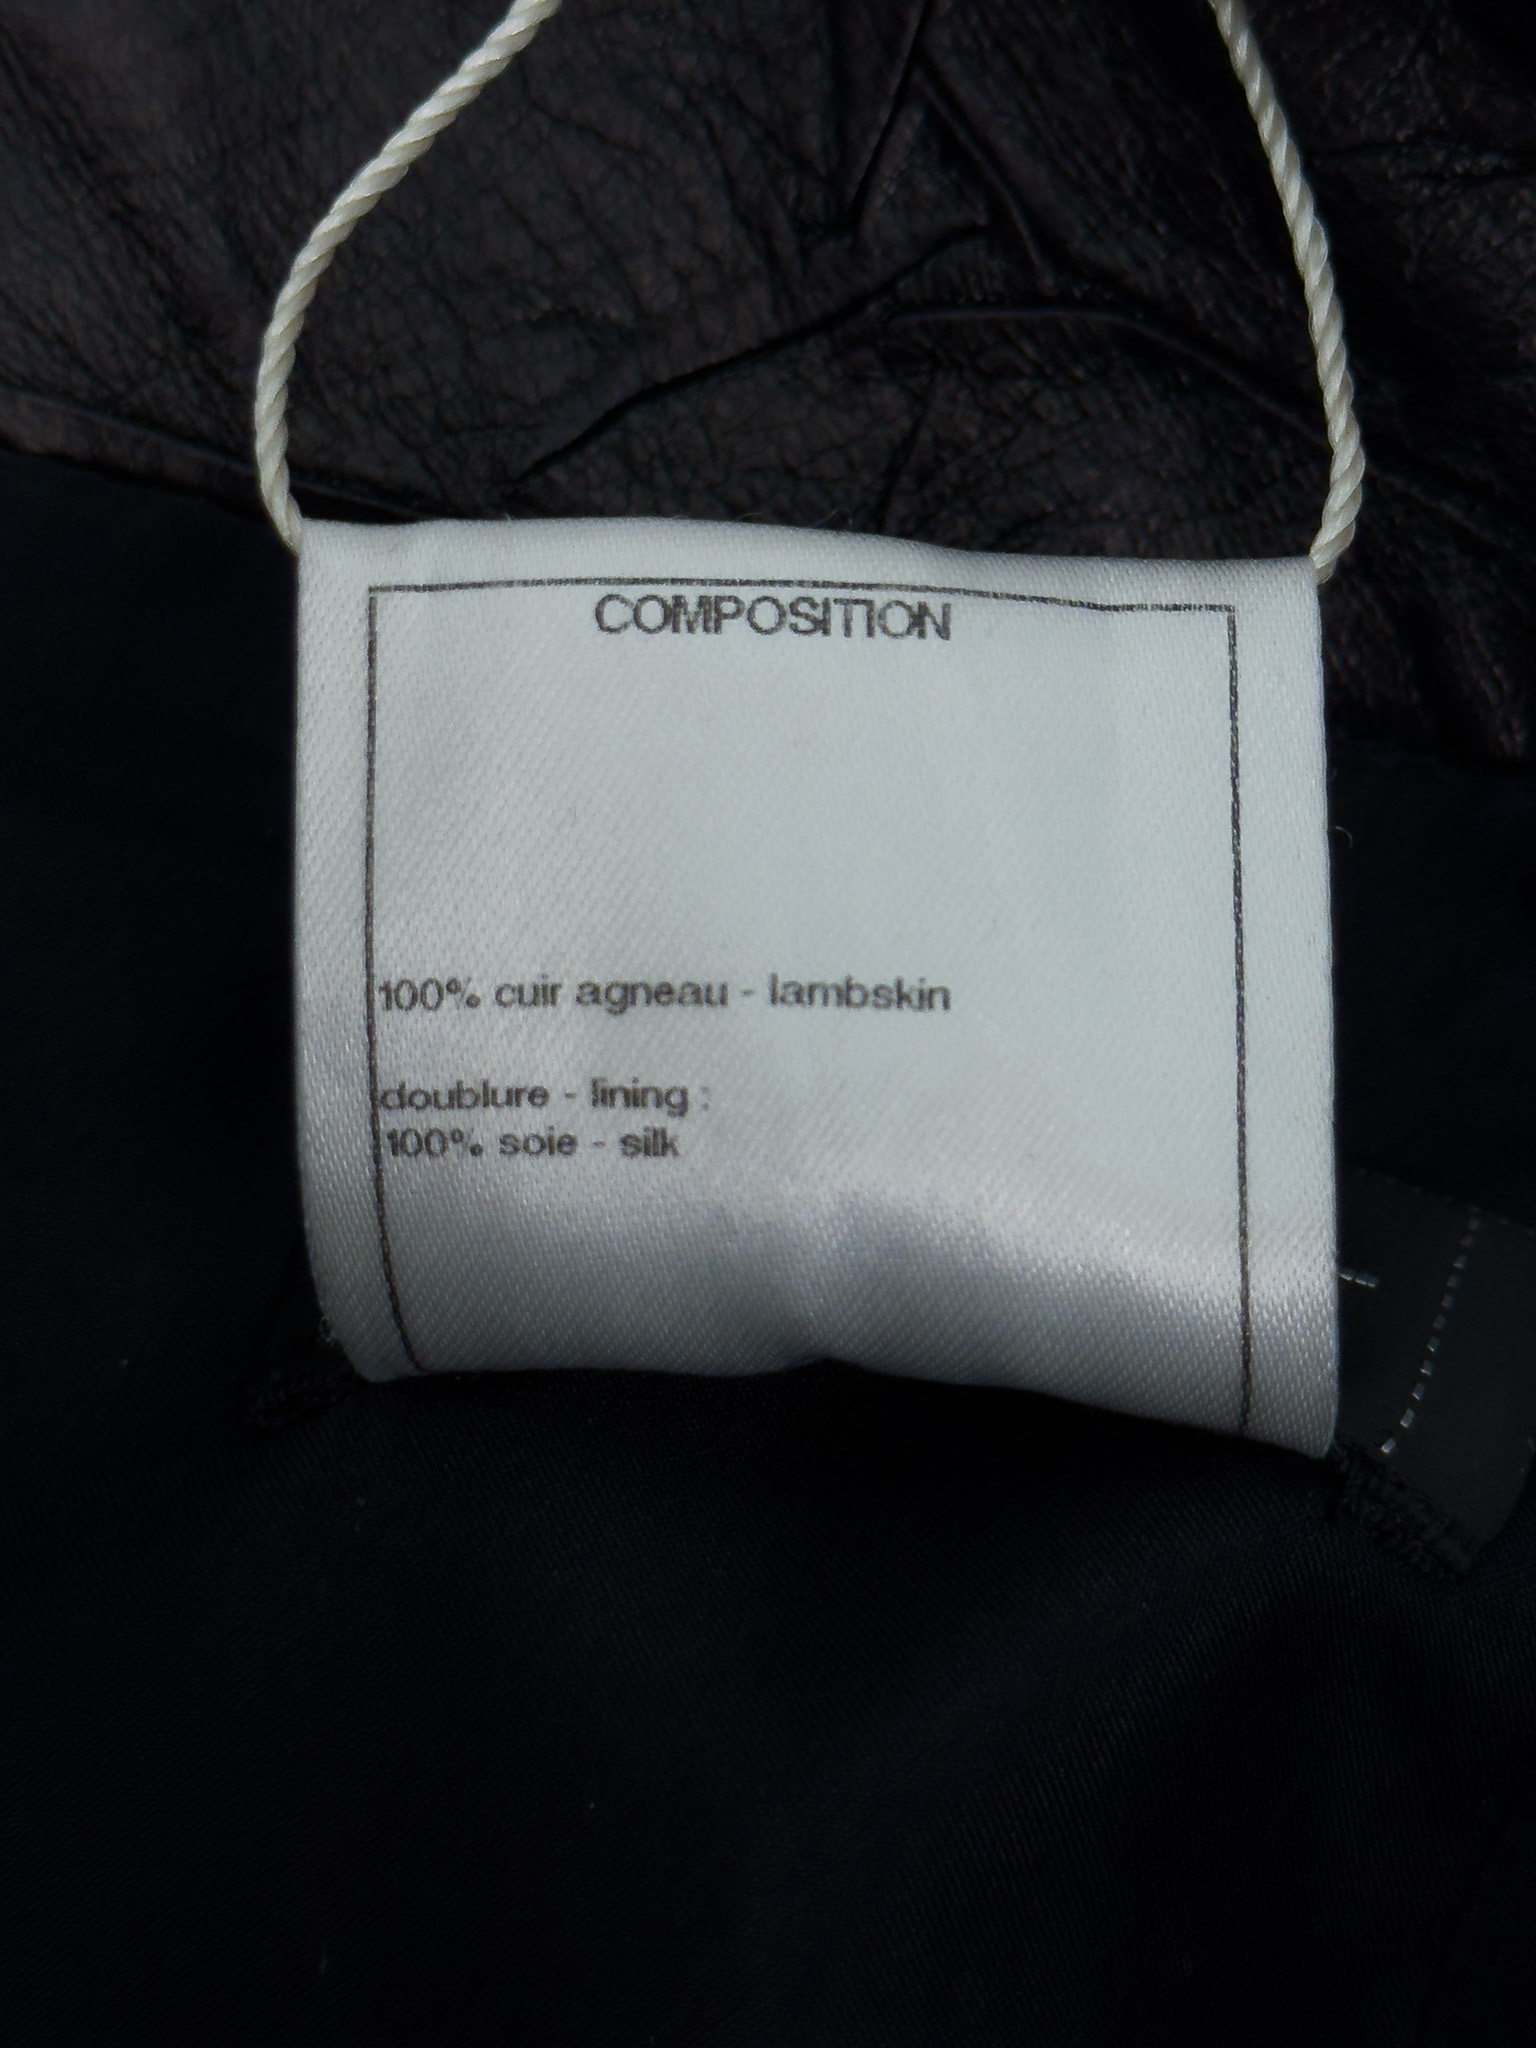 COMPOSITION
100% cuir agneau - lambskin
doublure - lining :
100% soie - silk